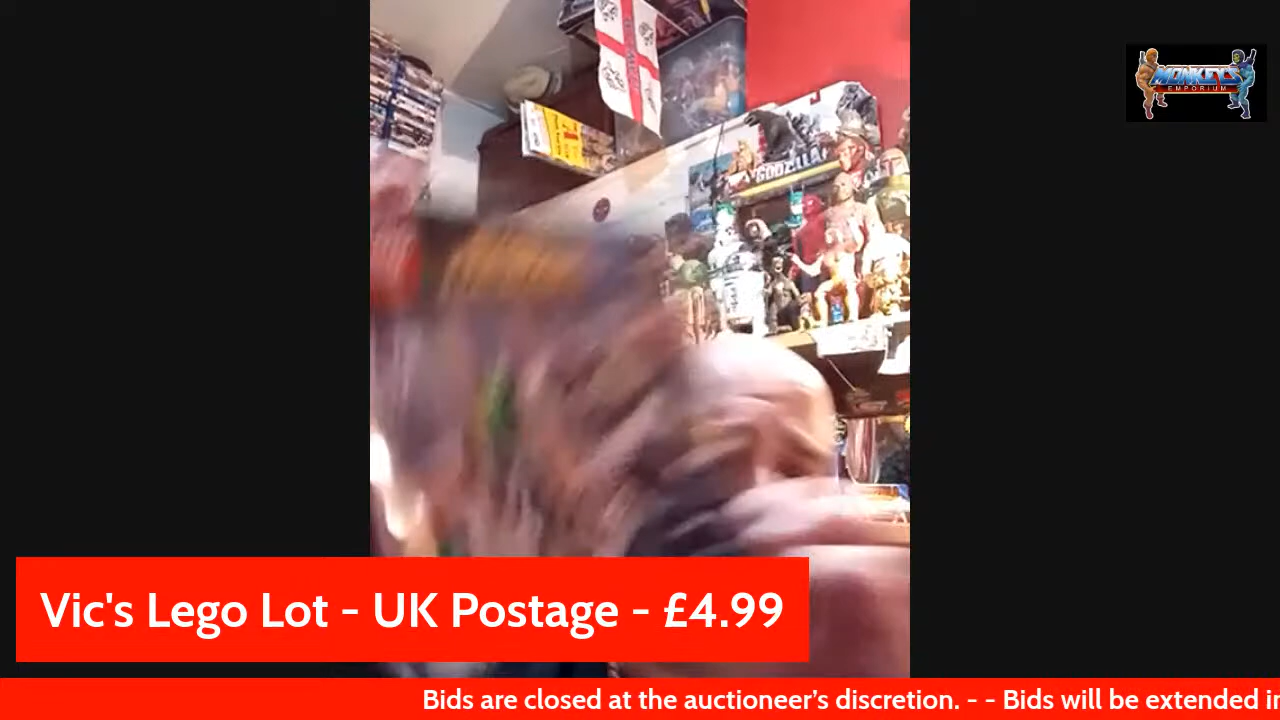 MONKEYS
EMPORIUM
GODZILLA
Vic's Lego Lot - UK Postage - £4.99
Bids are closed at the auctioneer’s discretion. - - Bids will be extended i